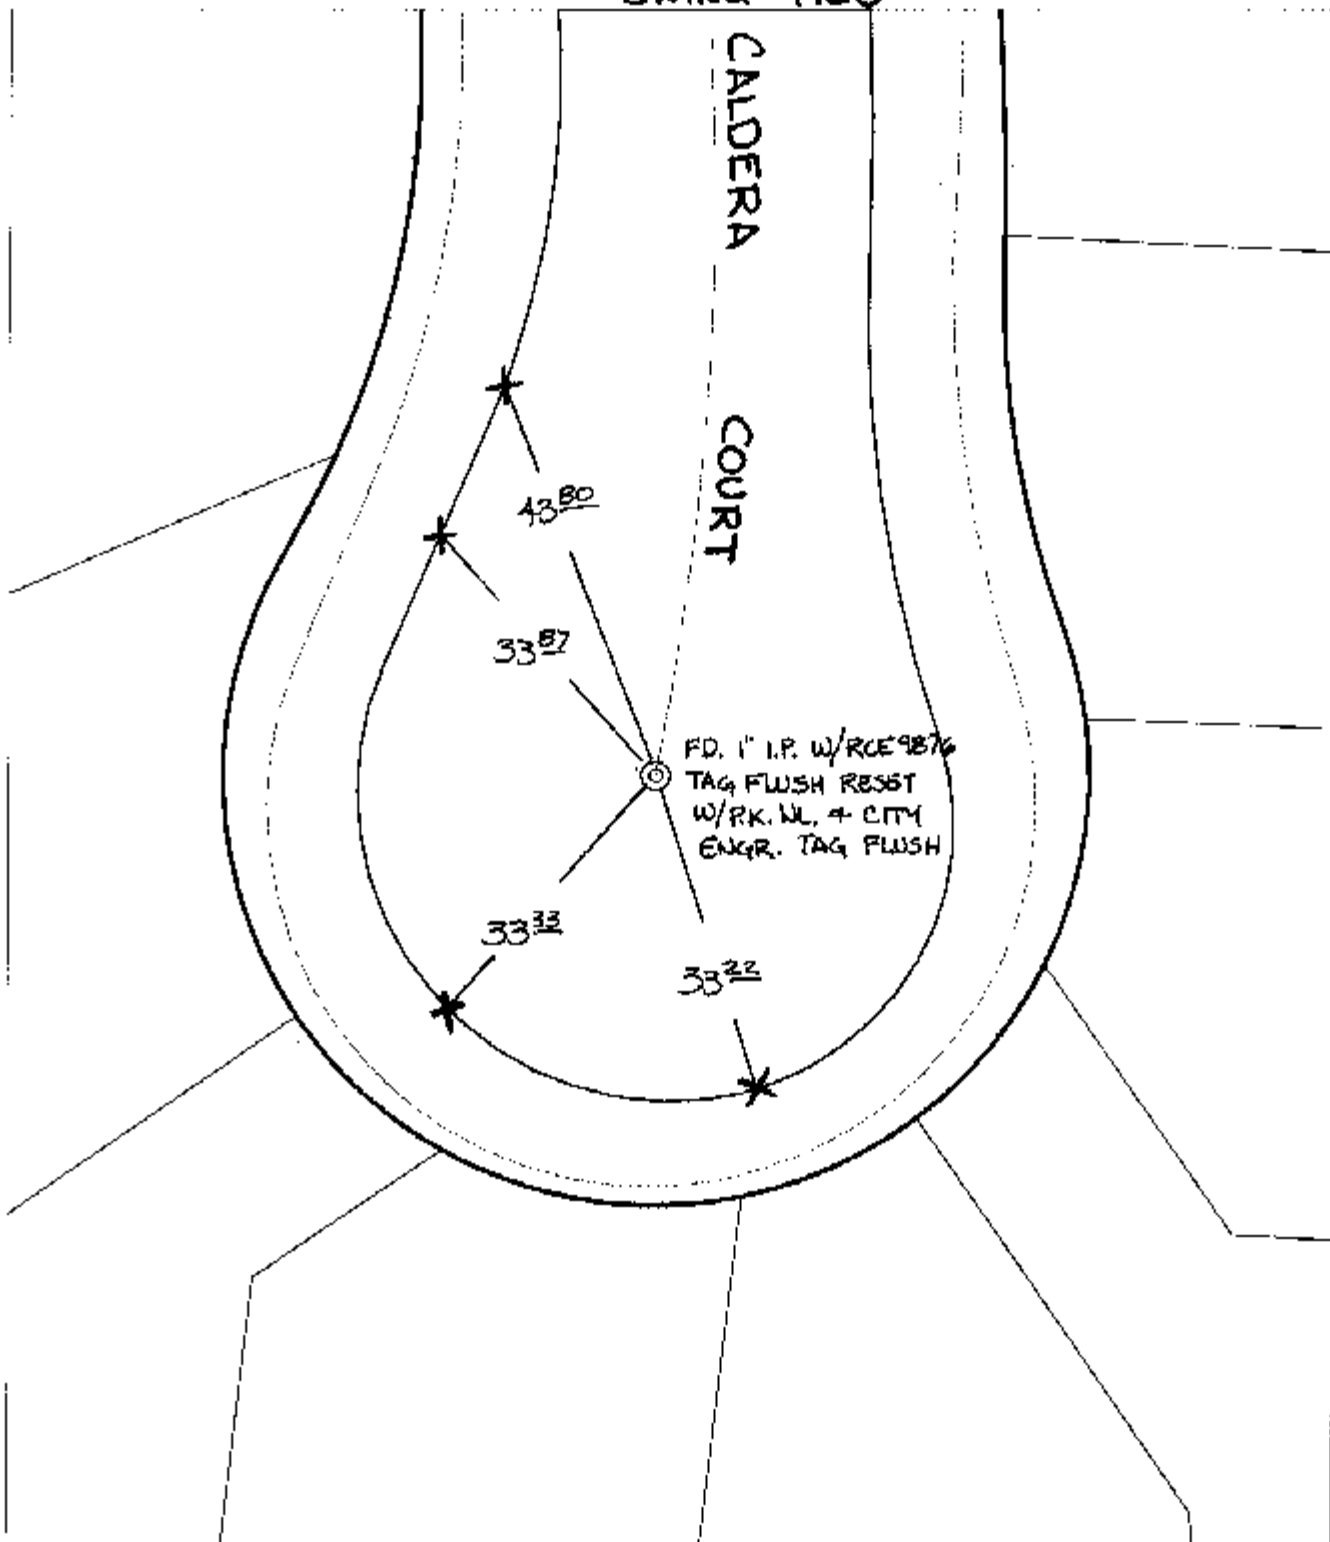 CALDERA
COURT
43 80
33 87
FD. 1" I.P. W/RCE 9876
TAG FLUSH RESET
W/P.K. NL. & CITY
ENGR. TAG FLUSH
33 33
33 22